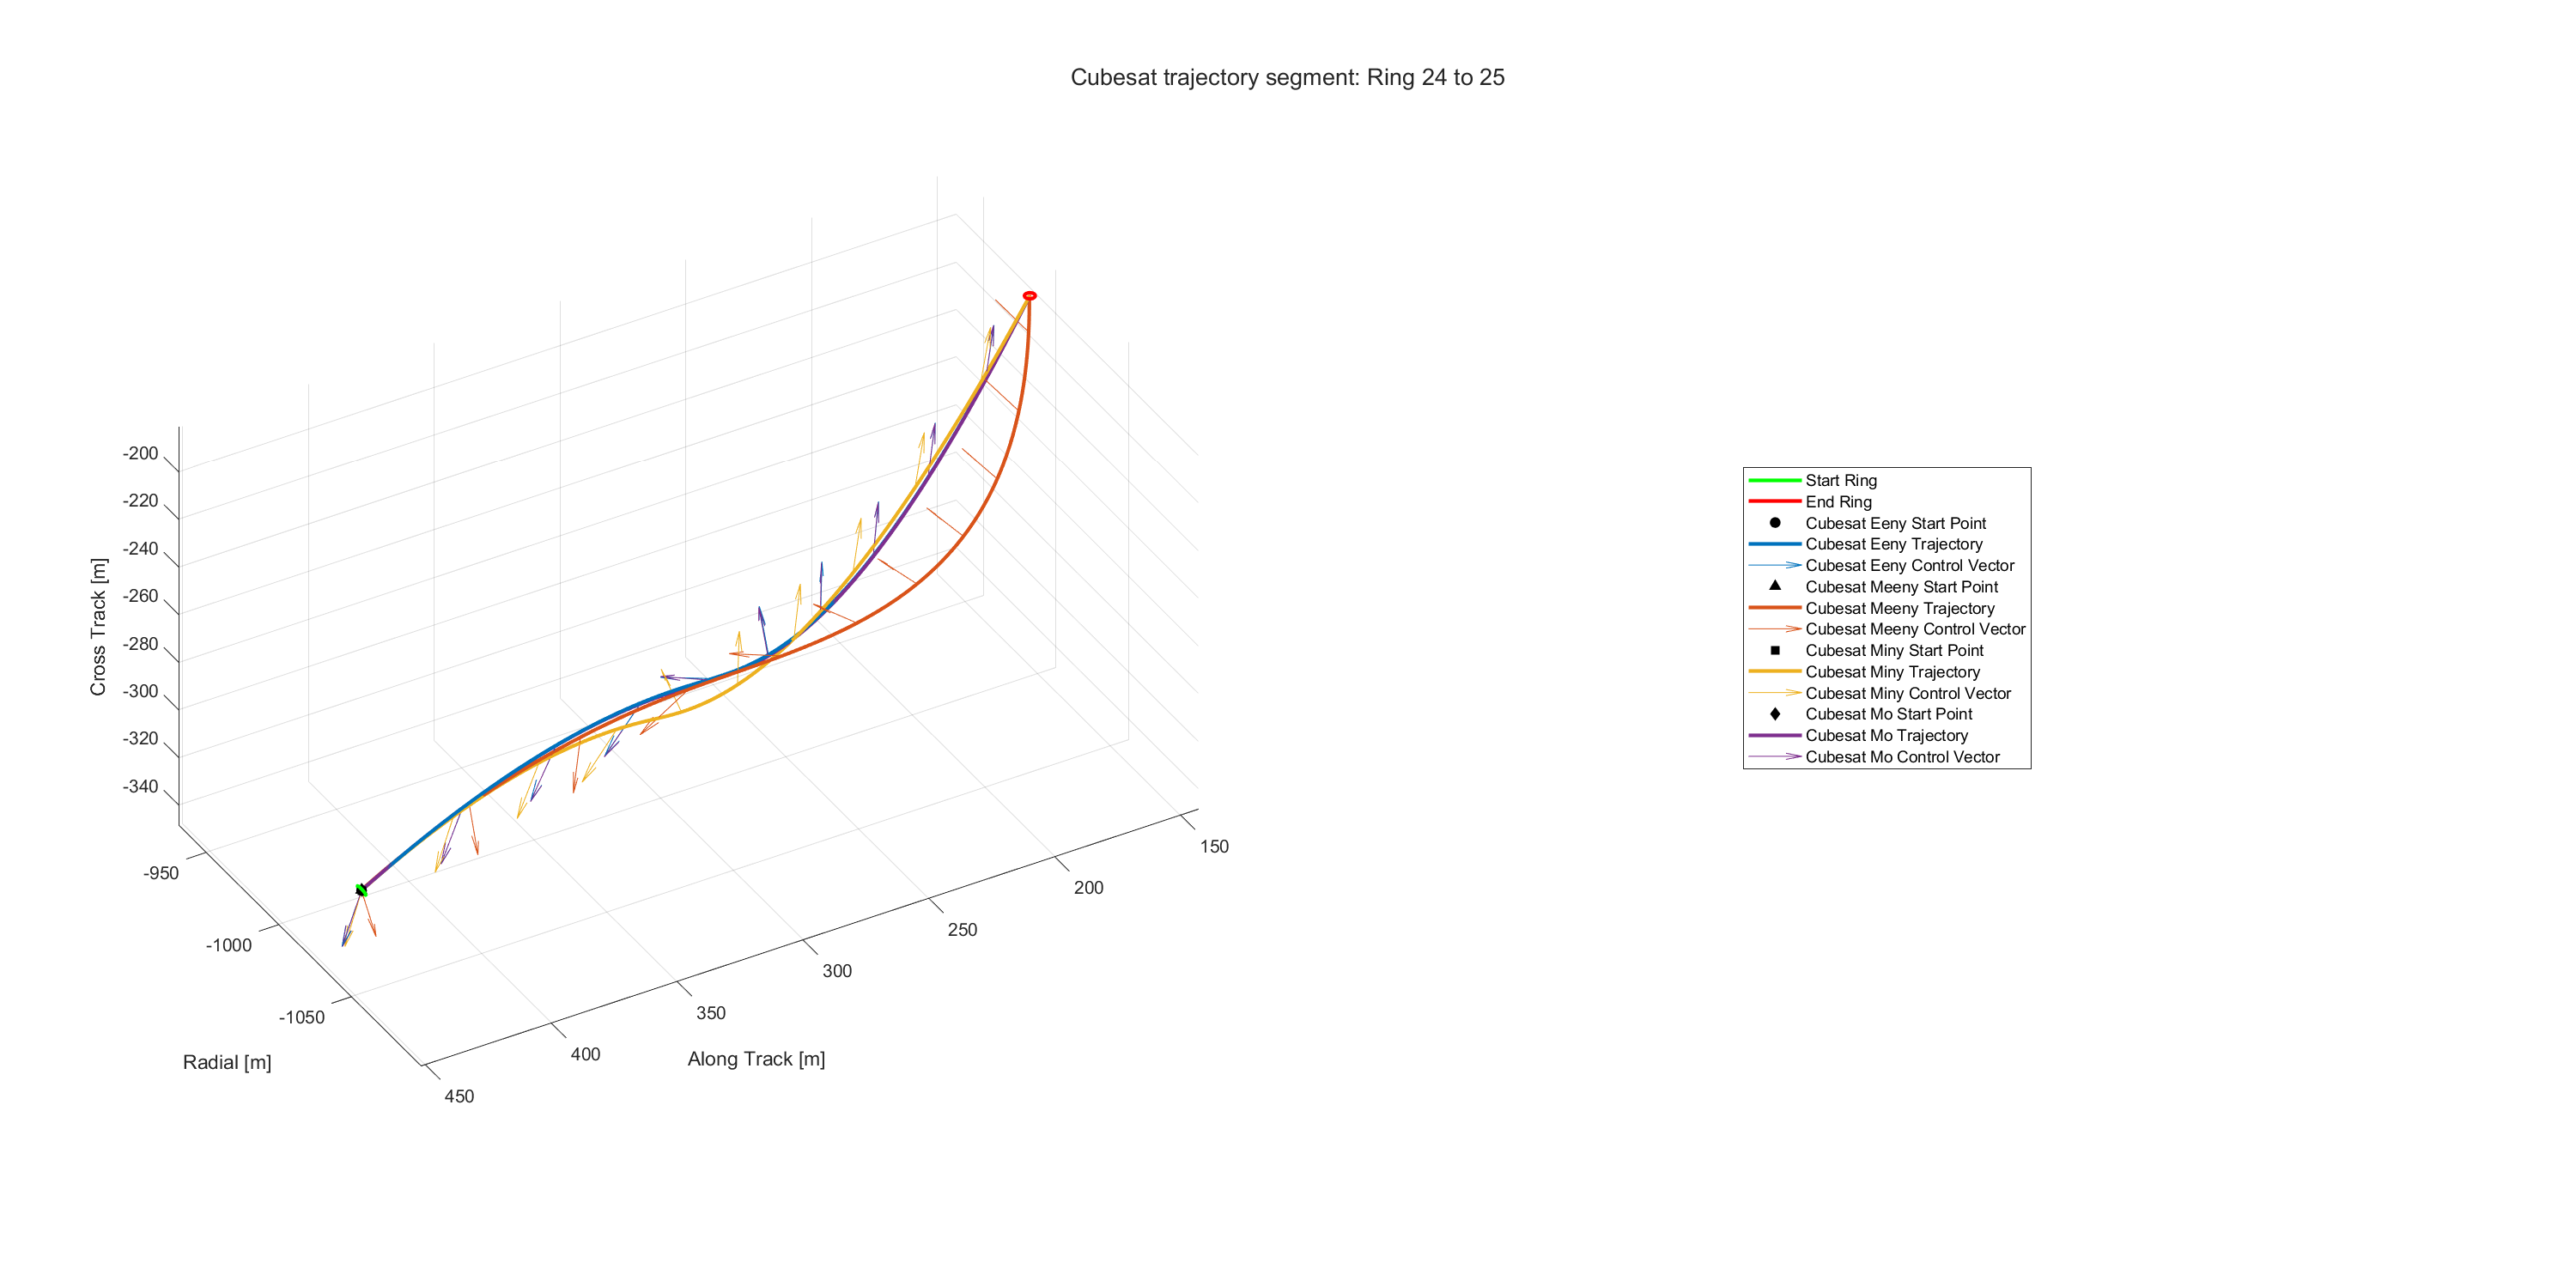 Cubesat trajectory segment: Ring 24 to 25
-200
-220
-240
-260
-280
-300
-320
-340
Cross Track [m]
-950
-1000
-1050
Radial [m]
450
400
350
300
250
200
150
Along Track [m]
Start Ring
End Ring
Cubesat Eeny Start Point
Cubesat Eeny Trajectory
Cubesat Eeny Control Vector
Cubesat Meeny Start Point
Cubesat Meeny Trajectory
Cubesat Meeny Control Vector
Cubesat Miny Start Point
Cubesat Miny Trajectory
Cubesat Miny Control Vector
Cubesat Mo Start Point
Cubesat Mo Trajectory
Cubesat Mo Control Vector